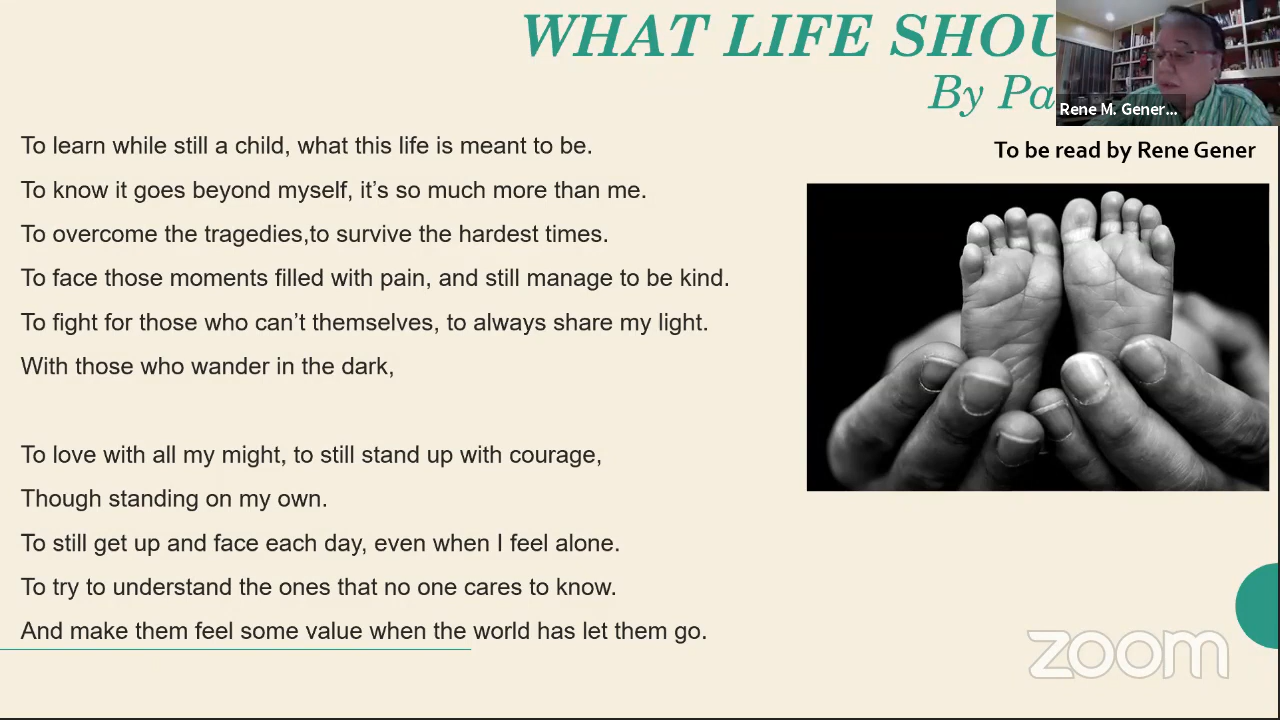 WHAT LIFE SHOU
By Pa
Rene M. Gener...
To be read by Rene Gener
To learn while still a child, what this life is meant to be.
To know it goes beyond myself, it’s so much more than me.
To overcome the tragedies,to survive the hardest times.
To face those moments filled with pain, and still manage to be kind.
To fight for those who can’t themselves, to always share my light.
With those who wander in the dark,
To love with all my might, to still stand up with courage,
Though standing on my own.
To still get up and face each day, even when I feel alone.
To try to understand the ones that no one cares to know.
And make them feel some value when the world has let them go.
zoom